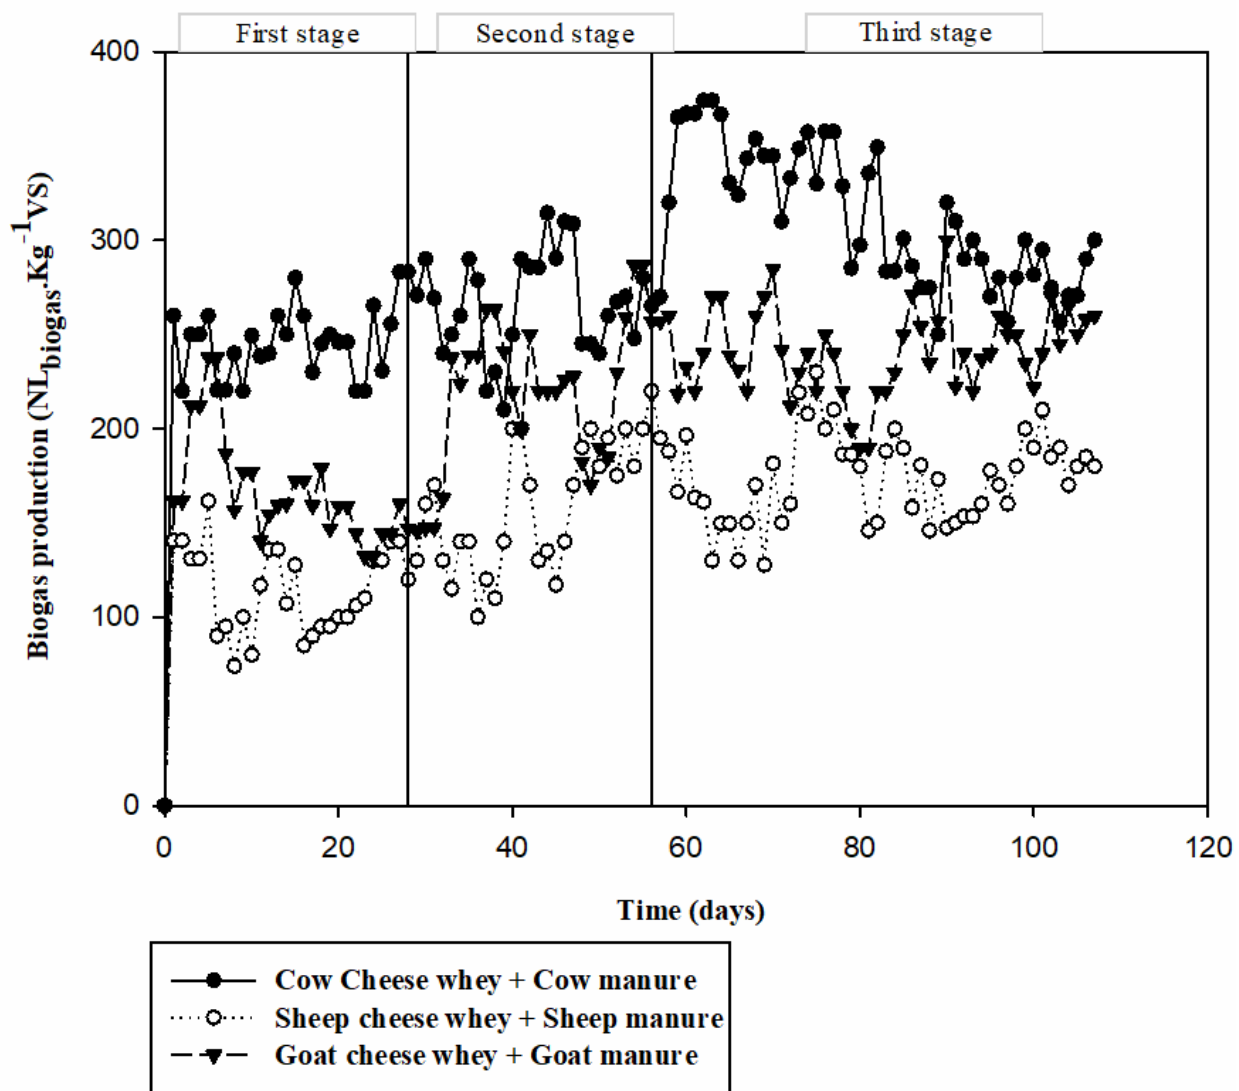 First stage Second stage Third stage
400
300
200
100
0
0 20 40 60 80 100 120
Biogas production (NLbiogas.Kg⁻¹VS)
Time (days)
Cow Cheese whey + Cow manure
Sheep cheese whey + Sheep manure
Goat cheese whey + Goat manure